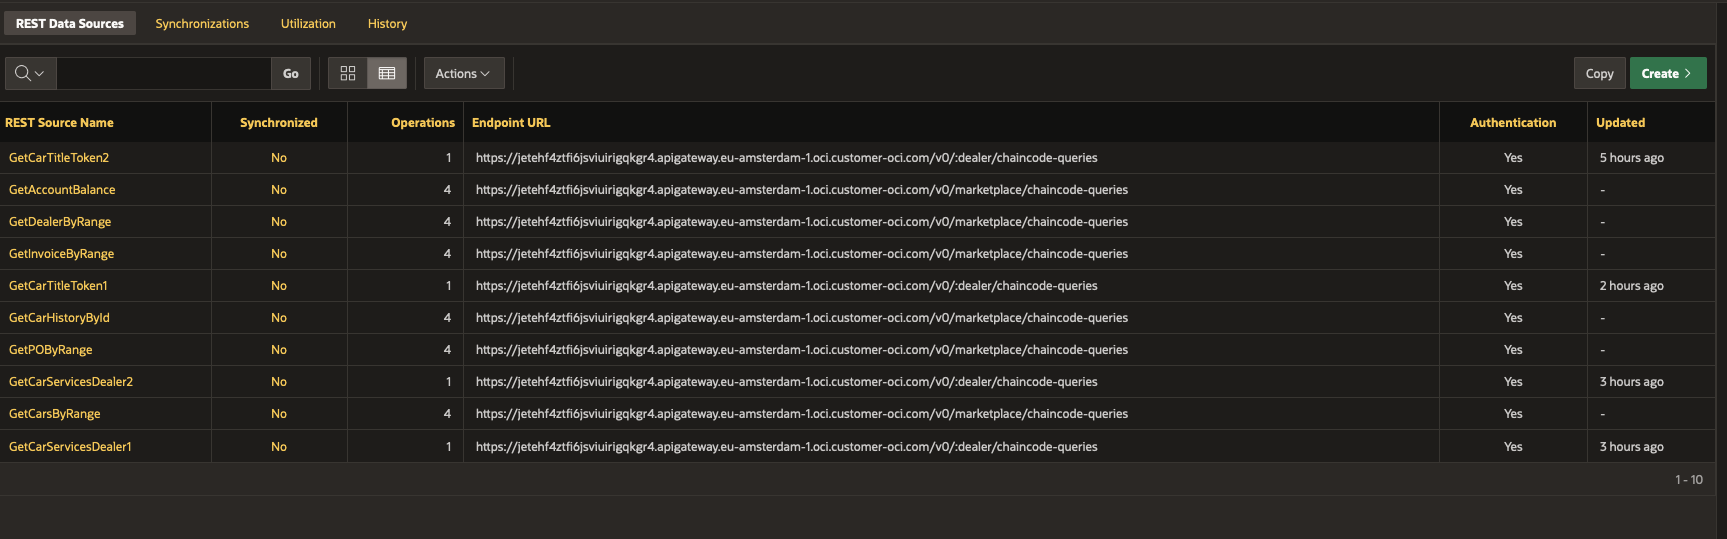 REST Data Sources Synchronizations Utilization History
Go Actions Copy Create
REST Source Name Synchronized Operations Endpoint URL Authentication Updated
GetCarTitleToken2 No 1 https://jetehf4ztfi6jsviuirigqkgr4.apigateway.eu-amsterdam-1.oci.customer-oci.com/v0/:dealer/chaincode-queries Yes 5 hours ago
GetAccountBalance No 4 https://jetehf4ztfi6jsviuirigqkgr4.apigateway.eu-amsterdam-1.oci.customer-oci.com/v0/marketplace/chaincode-queries Yes -
GetDealerByRange No 4 https://jetehf4ztfi6jsviuirigqkgr4.apigateway.eu-amsterdam-1.oci.customer-oci.com/v0/marketplace/chaincode-queries Yes -
GetInvoiceByRange No 4 https://jetehf4ztfi6jsviuirigqkgr4.apigateway.eu-amsterdam-1.oci.customer-oci.com/v0/marketplace/chaincode-queries Yes -
GetCarTitleToken1 No 1 https://jetehf4ztfi6jsviuirigqkgr4.apigateway.eu-amsterdam-1.oci.customer-oci.com/v0/:dealer/chaincode-queries Yes 2 hours ago
GetCarHistoryById No 4 https://jetehf4ztfi6jsviuirigqkgr4.apigateway.eu-amsterdam-1.oci.customer-oci.com/v0/marketplace/chaincode-queries Yes -
GetPOByRange No 4 https://jetehf4ztfi6jsviuirigqkgr4.apigateway.eu-amsterdam-1.oci.customer-oci.com/v0/marketplace/chaincode-queries Yes -
GetCarServicesDealer2 No 1 https://jetehf4ztfi6jsviuirigqkgr4.apigateway.eu-amsterdam-1.oci.customer-oci.com/v0/:dealer/chaincode-queries Yes 3 hours ago
GetCarsByRange No 4 https://jetehf4ztfi6jsviuirigqkgr4.apigateway.eu-amsterdam-1.oci.customer-oci.com/v0/marketplace/chaincode-queries Yes -
GetCarServicesDealer1 No 1 https://jetehf4ztfi6jsviuirigqkgr4.apigateway.eu-amsterdam-1.oci.customer-oci.com/v0/:dealer/chaincode-queries Yes 3 hours ago
1 - 10